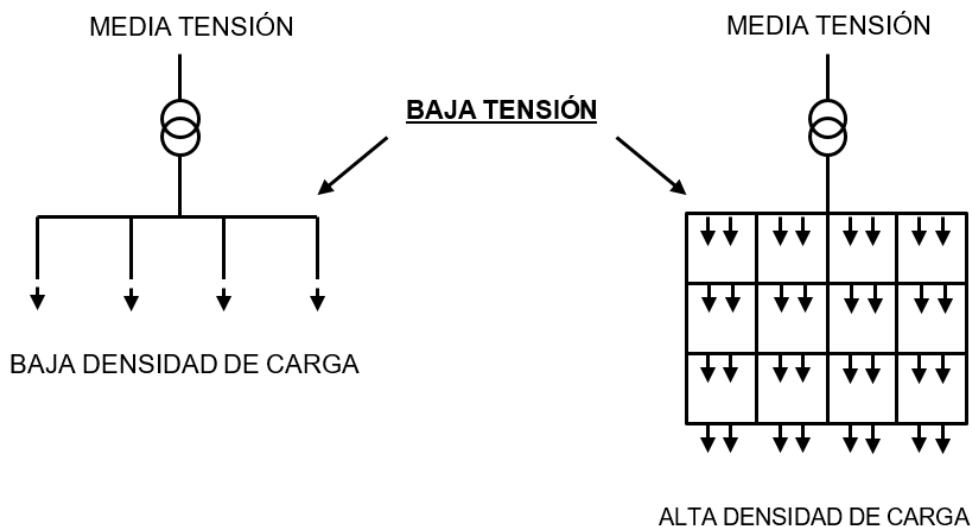 MEDIA TENSIÓN
MEDIA TENSIÓN
BAJA TENSIÓN
BAJA DENSIDAD DE CARGA
ALTA DENSIDAD DE CARGA